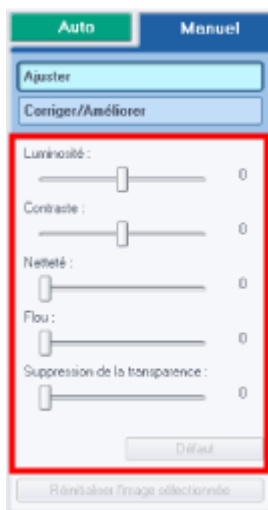 Auto Manuel
Ajuster
Corriger/Améliorer
Luminosité :
0
Contraste :
0
Netteté :
0
Flou :
0
Suppression de la transparence :
0
Défaut
Réinitialiser l'image sélectionnée